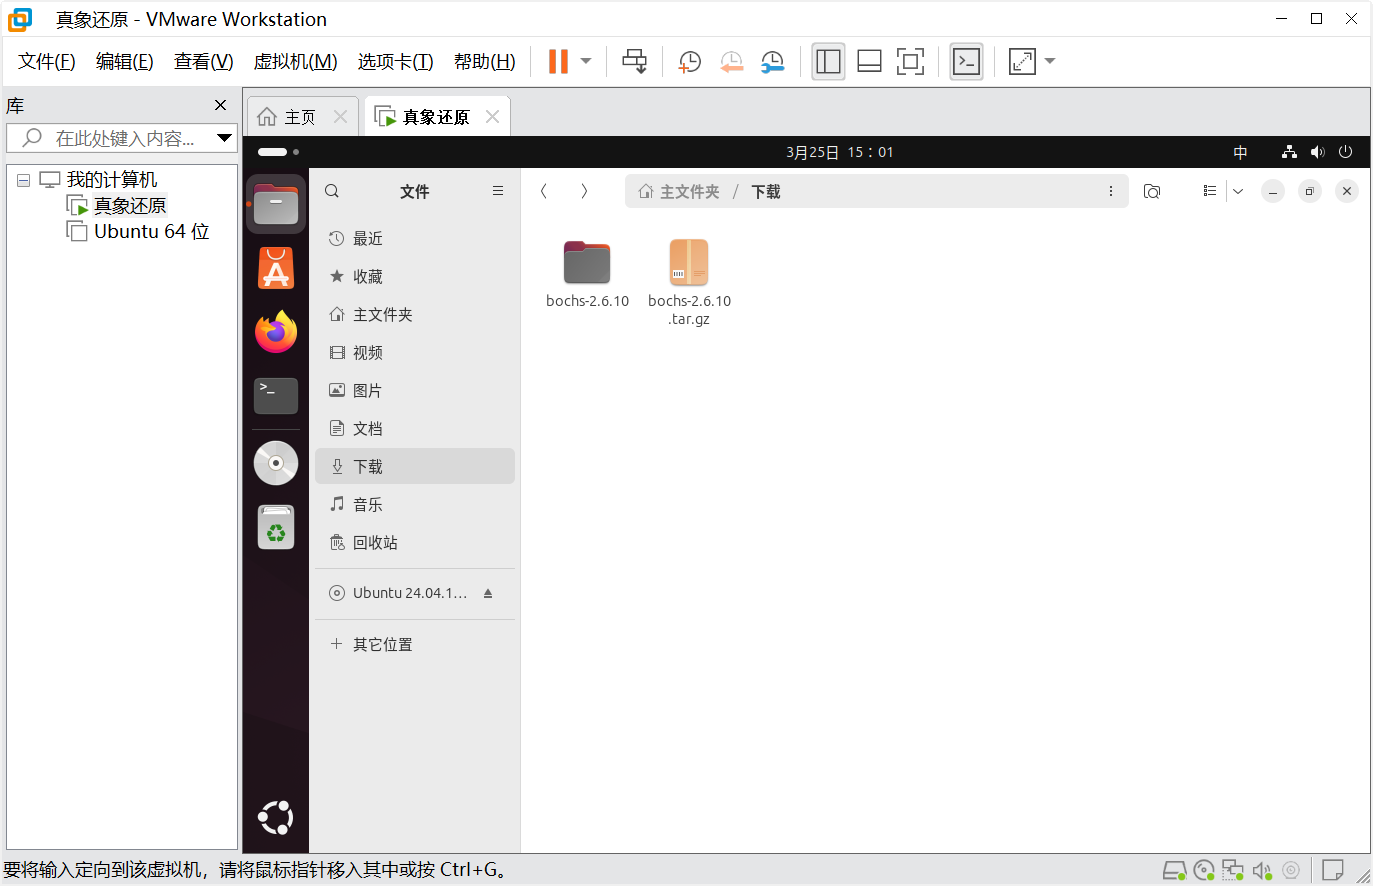 真象还原 - VMware Workstation
文件(F) 编辑(E) 查看(V) 虚拟机(M) 选项卡(T) 帮助(H)
库
在此处键入内容...
我的计算机
真象还原
Ubuntu 64 位
主页
真象还原
3月25日 15:01
中
文件
主文件夹 / 下载
最近
收藏
主文件夹
视频
图片
文档
下载
音乐
回收站
Ubuntu 24.04.1...
其它位置
bochs-2.6.10
bochs-2.6.10
.tar.gz
要将输入定向到该虚拟机，请将鼠标指针移入其中或按 Ctrl+G。